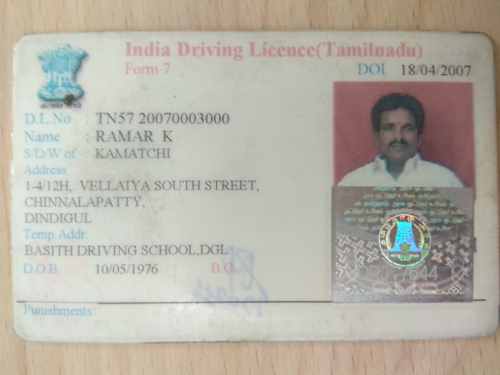 India Driving Licence(Tamilnadu)
Form 7 DOI 18/04/2007
D.L.No : TN57 20070003000
Name : RAMAR K
S/D/W of : KAMATCHI
Address
1-4/12H, VELLAIYA SOUTH STREET,
CHINNALAPATTY,
DINDIGUL
Temp.Addr:
BASITH DRIVING SCHOOL,DGL
D.O.B. 10/05/1976 B.G.
Punishments: